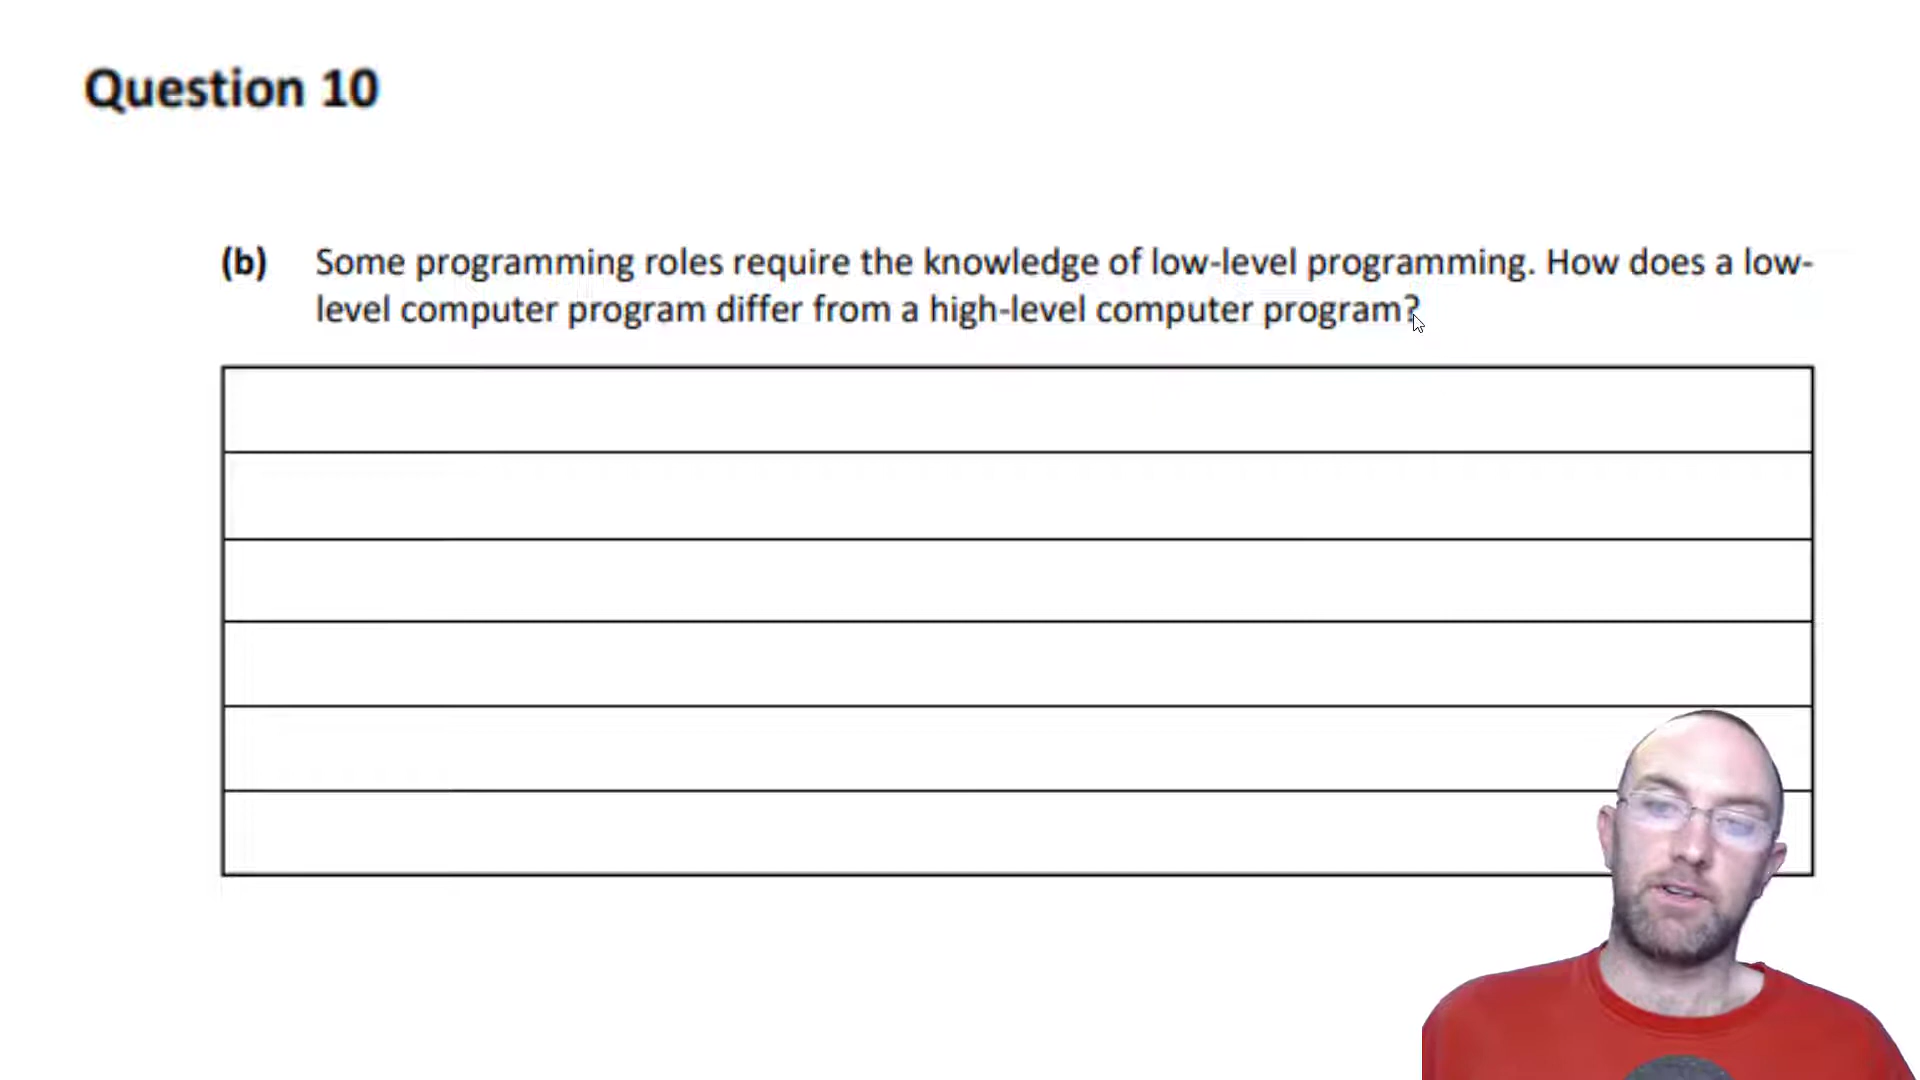 Question 10
(b) Some programming roles require the knowledge of low-level programming. How does a low-
level computer program differ from a high-level computer program?